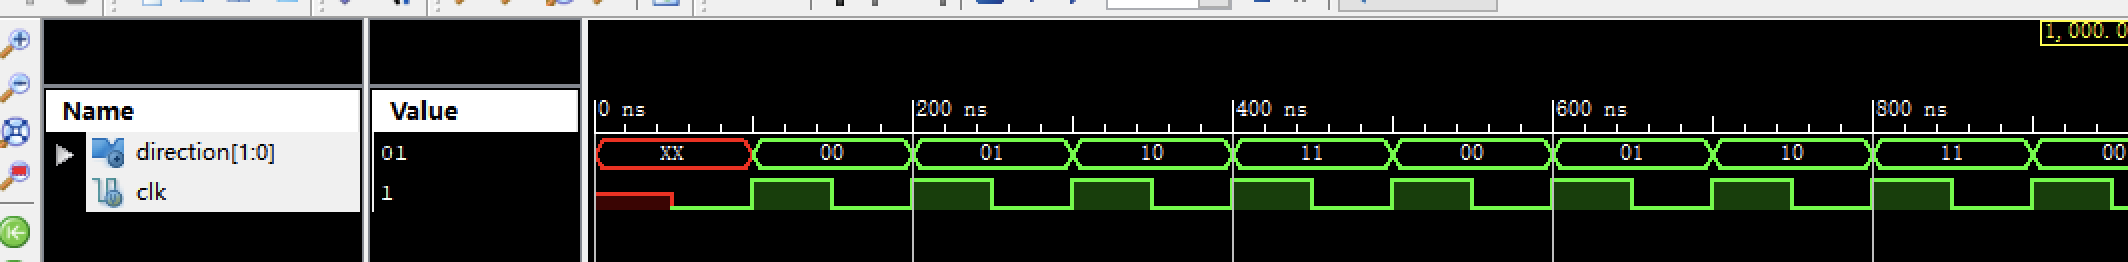 1,000.0
Name
Value
0 ns
200 ns
400 ns
600 ns
800 ns
direction[1:0]
01
XX
00
01
10
11
00
01
10
11
00
clk
1